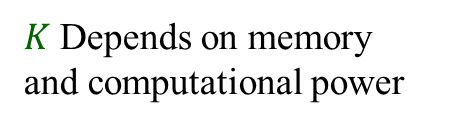 K Depends on memory
and computational power